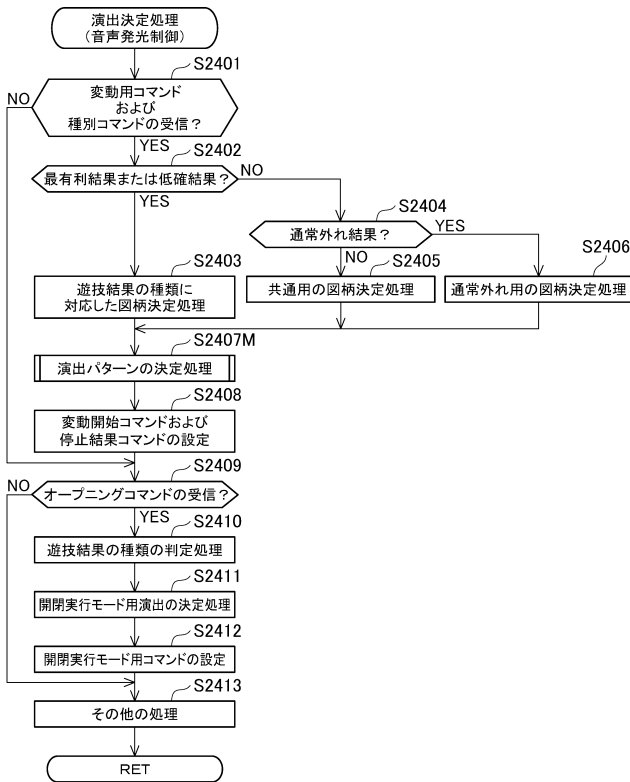 演出決定処理
(音声発光制御)
S2401
変動用コマンド
および
種別コマンドの受信？
NO
YES
S2402
最有利結果または低確結果？
NO
YES
S2404
通常外れ結果？
YES
NO
S2403
遊技結果の種類に
対応した図柄決定処理
S2405
共通用の図柄決定処理
S2406
通常外れ用の図柄決定処理
S2407M
演出パターンの決定処理
S2408
変動開始コマンドおよび
停止結果コマンドの設定
S2409
オープニングコマンドの受信？
NO
YES
S2410
遊技結果の種類の判定処理
S2411
開閉実行モード用演出の決定処理
S2412
開閉実行モード用コマンドの設定
S2413
その他の処理
RET